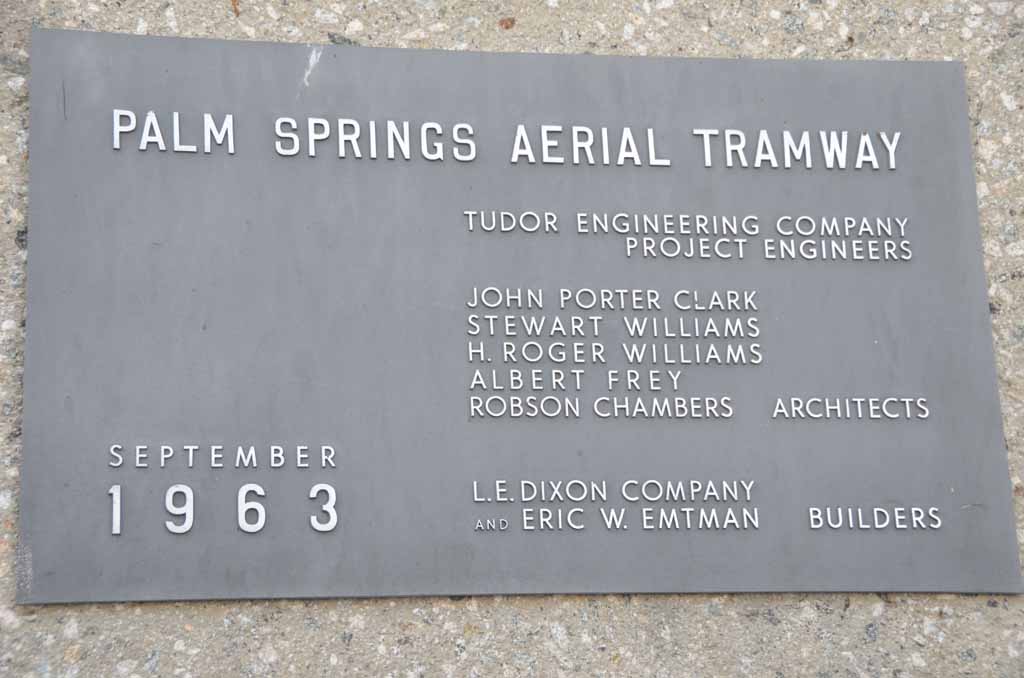 PALM SPRINGS AERIAL TRAMWAY
TUDOR ENGINEERING COMPANY
PROJECT ENGINEERS
JOHN PORTER CLARK
STEWART WILLIAMS
H. ROGER WILLIAMS
ALBERT FREY
ROBSON CHAMBERS ARCHITECTS
SEPTEMBER
1963
L.E. DIXON COMPANY
AND ERIC W. EMTMAN BUILDERS